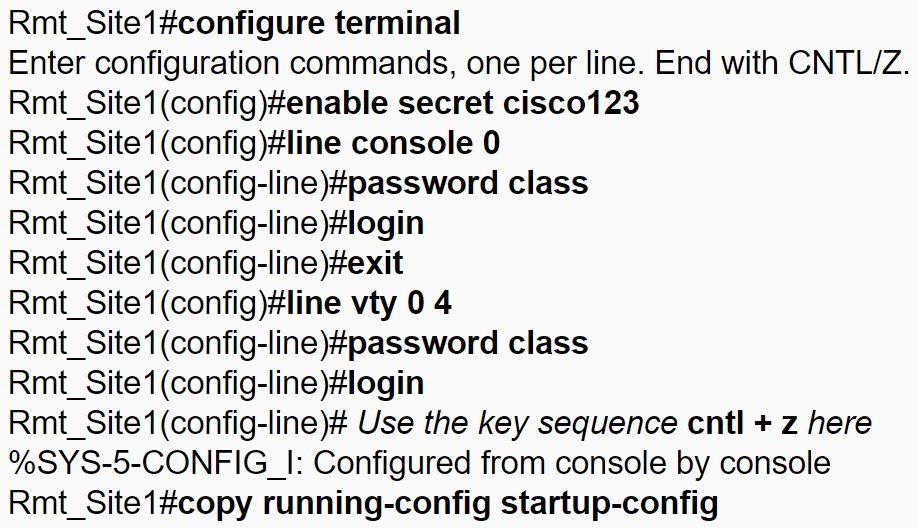 Rmt_Site1#configure terminal
Enter configuration commands, one per line. End with CNTL/Z.
Rmt_Site1(config)#enable secret cisco123
Rmt_Site1(config)#line console 0
Rmt_Site1(config-line)#password class
Rmt_Site1(config-line)#login
Rmt_Site1(config-line)#exit
Rmt_Site1(config)#line vty 0 4
Rmt_Site1(config-line)#password class
Rmt_Site1(config-line)#login
Rmt_Site1(config-line)# Use the key sequence cntl + z here
%SYS-5-CONFIG_I: Configured from console by console
Rmt_Site1#copy running-config startup-config